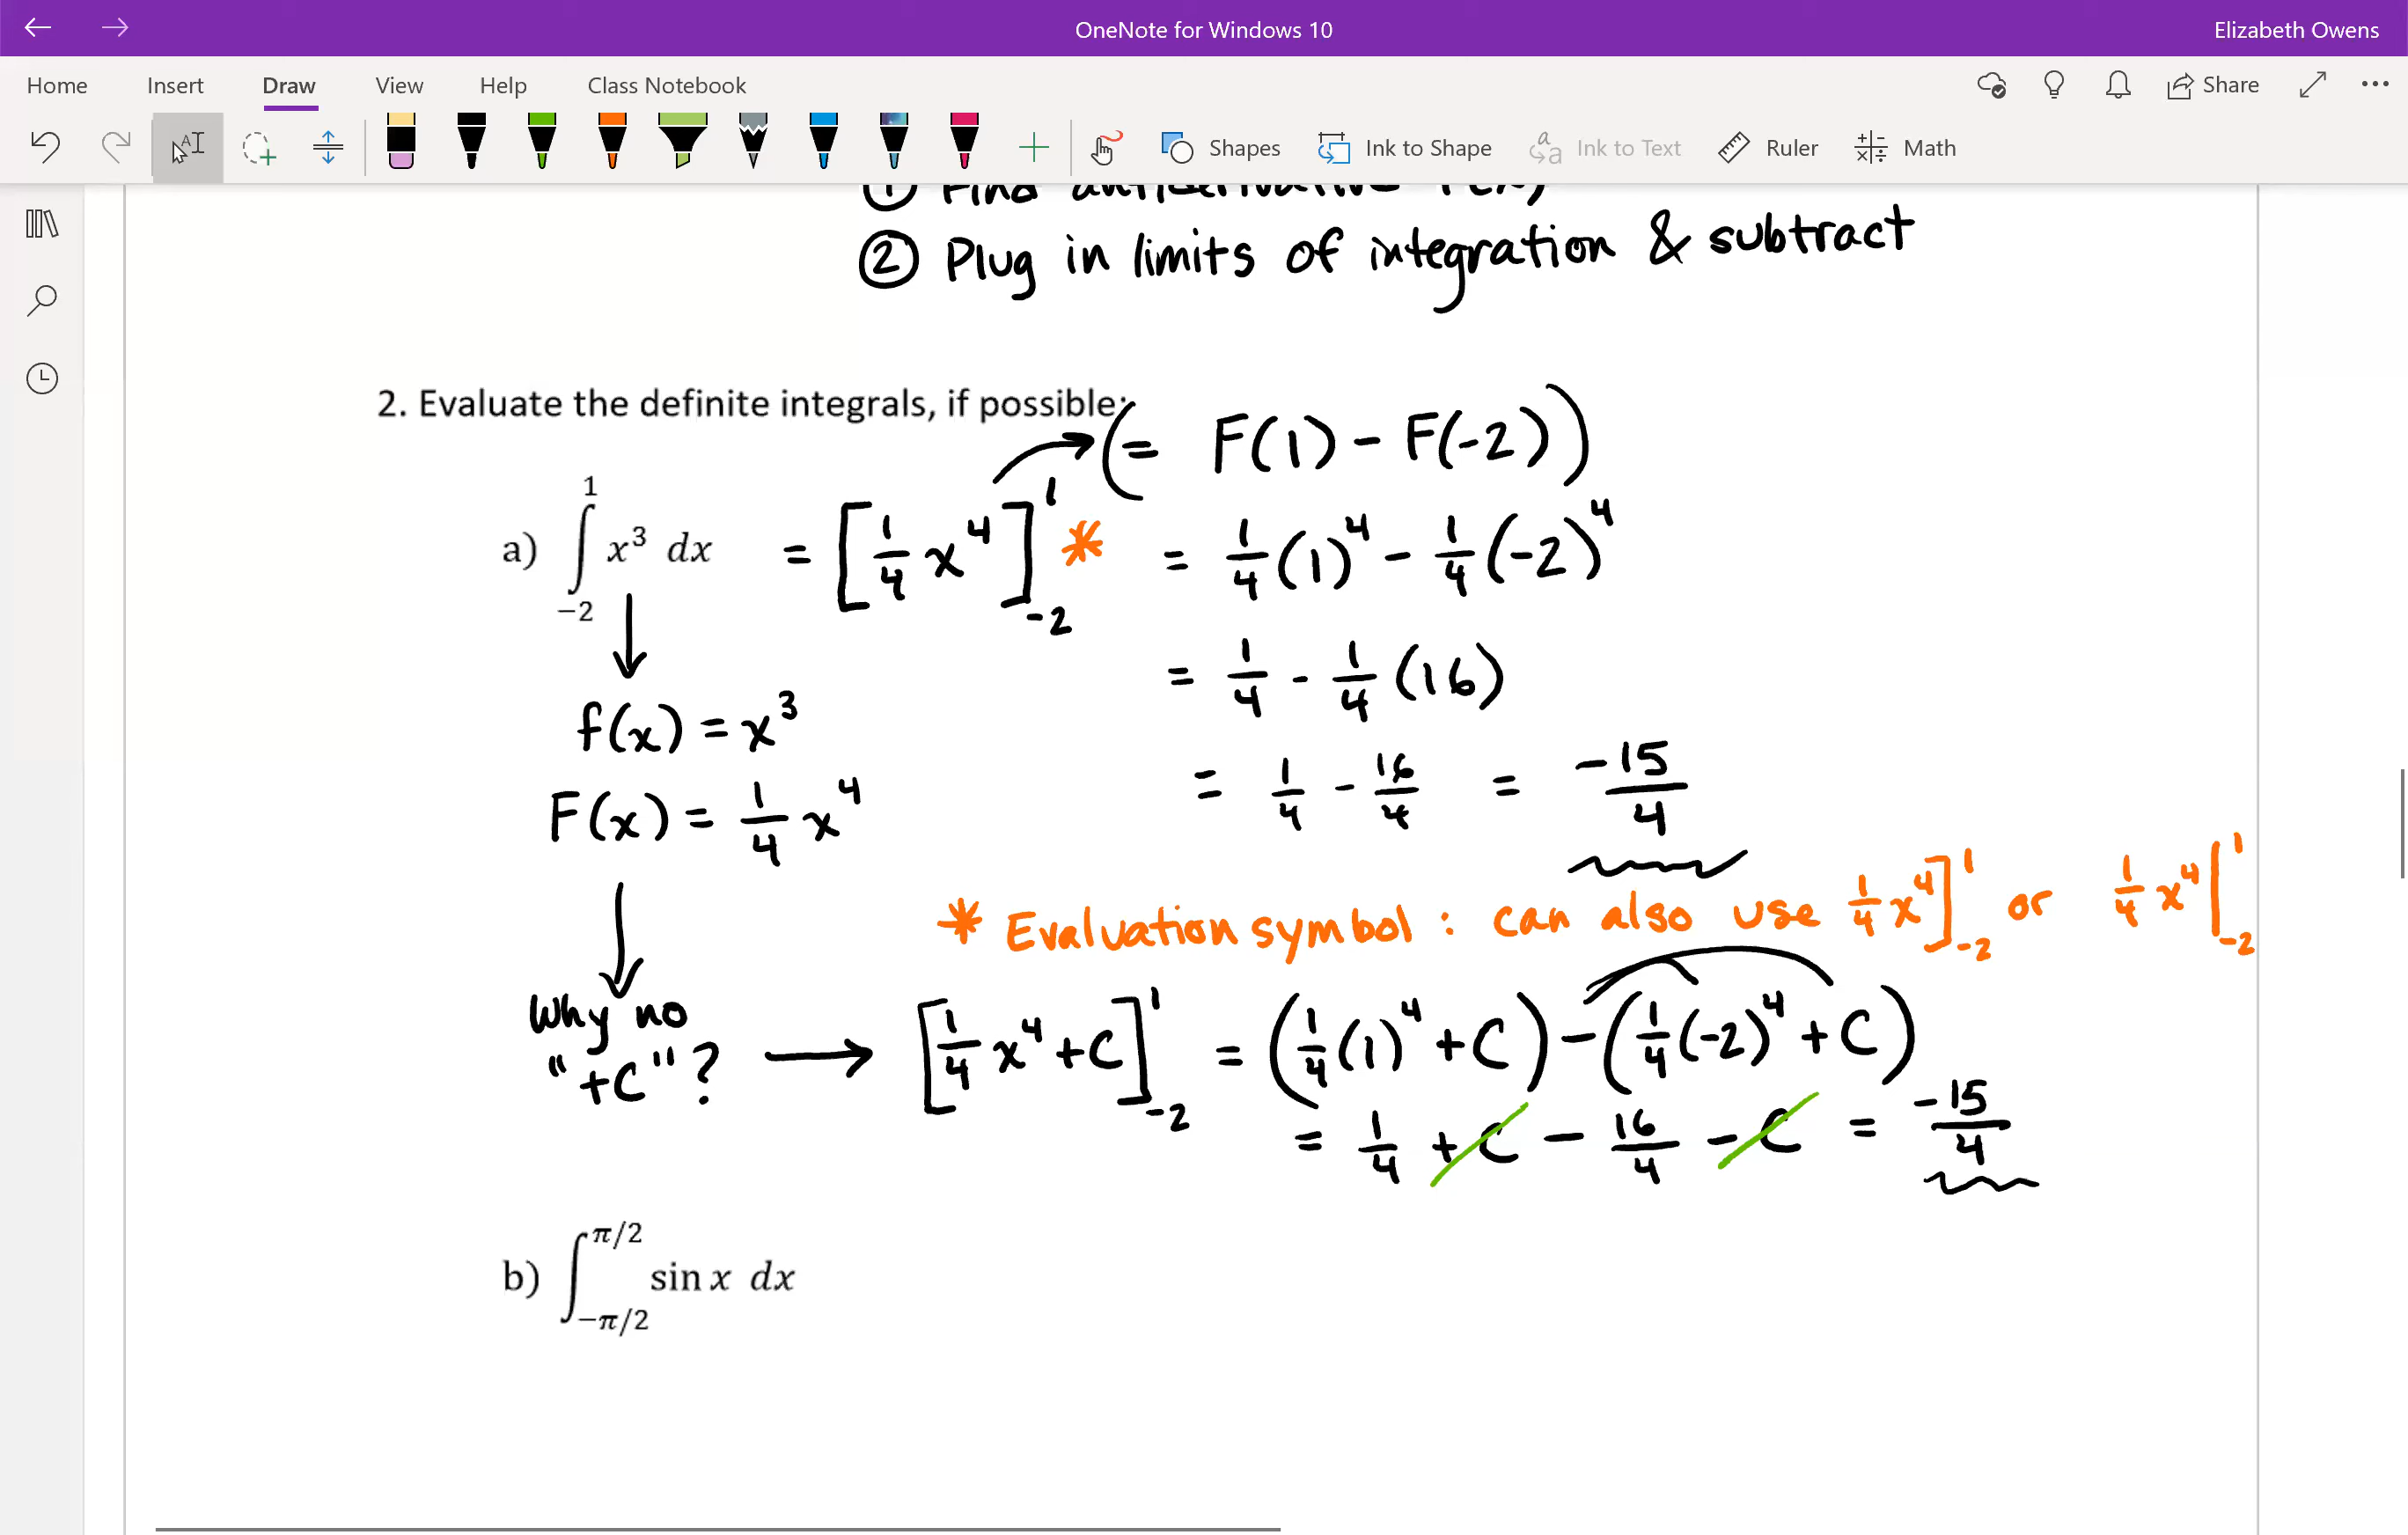 OneNote for Windows 10
Elizabeth Owens
Home Insert Draw View Help Class Notebook Share
Shapes Ink to Shape Ink to Text Ruler Math
① Find antiderivative F(x)
② Plug in limits of integration & subtract
2. Evaluate the definite integrals, if possible:
(= F(1) - F(-2))
a) ∫_{-2}^{1} x³ dx = [1/4 x⁴]_{-2}^{1} * = 1/4 (1)⁴ - 1/4 (-2)⁴
= 1/4 - 1/4 (16)
f(x) = x³
= 1/4 - 16/4 = -15/4
F(x) = 1/4 x⁴
* Evaluation symbol : can also use 1/4 x⁴]_{-2}^{1} or 1/4 x⁴|_{-2}^{1}
Why no
"+C"? → [1/4 x⁴ + C]_{-2}^{1} = (1/4 (1)⁴ + C) - (1/4 (-2)⁴ + C)
= 1/4 + C - 16/4 - C = -15/4
b) ∫_{-π/2}^{π/2} sin x dx